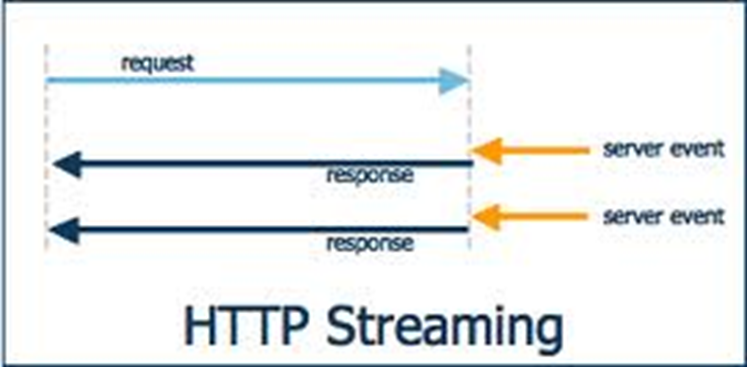 request
server event
response
server event
response
HTTP Streaming